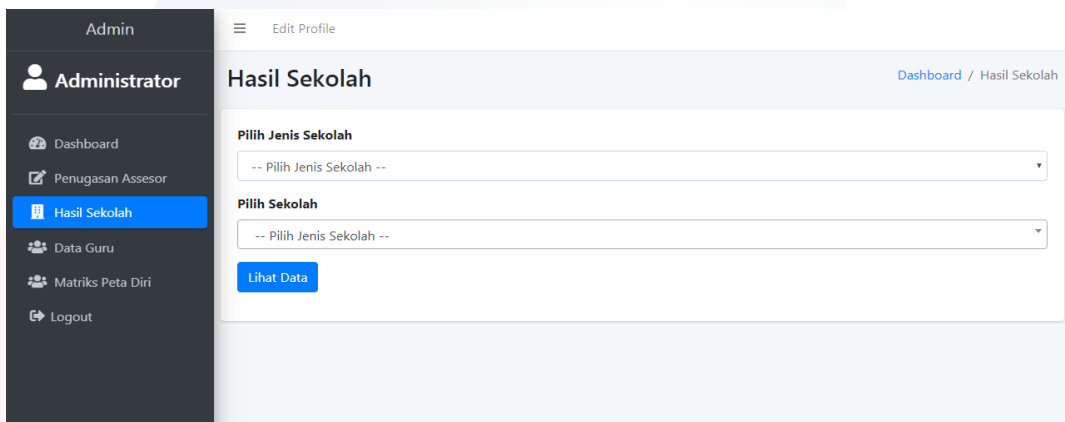 Admin
Edit Profile
Administrator
Hasil Sekolah
Dashboard / Hasil Sekolah
Dashboard
Penugasan Assesor
Hasil Sekolah
Data Guru
Matriks Peta Diri
Logout
Pilih Jenis Sekolah
-- Pilih Jenis Sekolah --
Pilih Sekolah
-- Pilih Jenis Sekolah --
Lihat Data